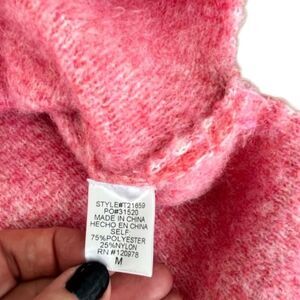 STYLE#T21659
PO#31520
MADE IN CHINA
HECHO EN CHINA
SELF
75%POLYESTER
25%NYLON
RN #120978
M